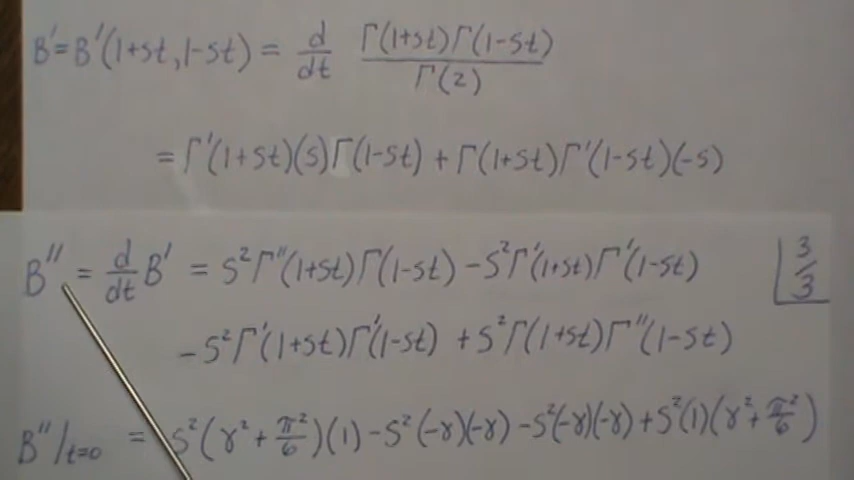 B' = B'(1+st, 1-st) = d/dt Γ(1+st)Γ(1-st)/Γ(2)
= Γ'(1+st)(s)Γ(1-st) + Γ(1+st)Γ'(1-st)(-s)
B'' = d/dt B' = s²Γ''(1+st)Γ(1-st) - s²Γ'(1+st)Γ'(1-st)
3/3
- s²Γ'(1+st)Γ'(1-st) + s²Γ(1+st)Γ''(1-st)
B''/t=0 = s²(γ² + π²/6)(1) - s²(-γ)(-γ) - s²(-γ)(-γ) + s²(1)(γ² + π²/6)